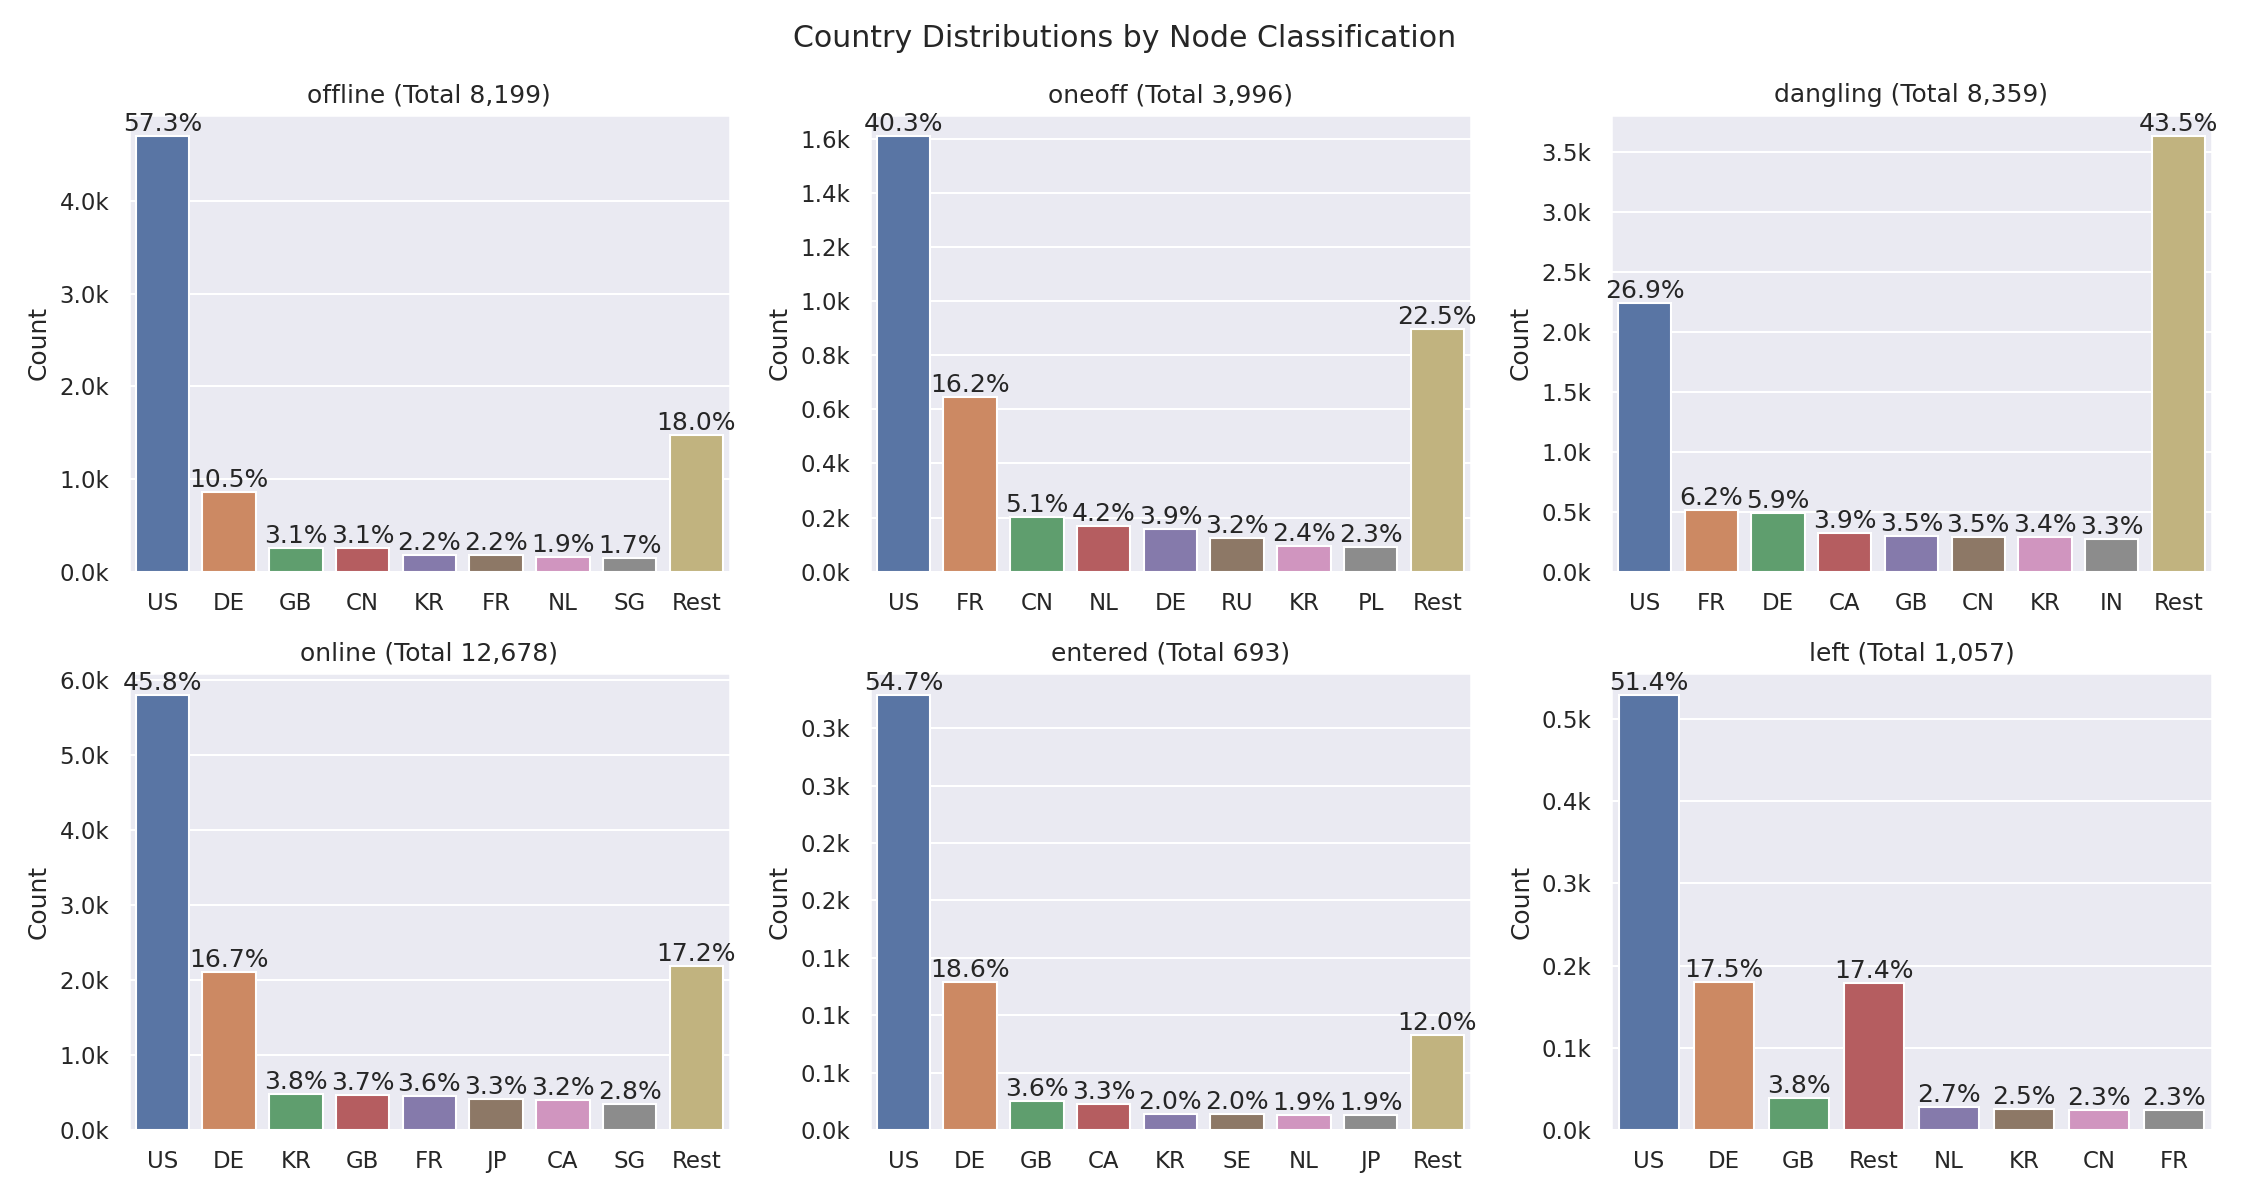 Country Distributions by Node Classification
offline (Total 8,199)
Count
4.0k
3.0k
2.0k
1.0k
0.0k
57.3% 10.5% 3.1% 3.1% 2.2% 2.2% 1.9% 1.7% 18.0%
US DE GB CN KR FR NL SG Rest
oneoff (Total 3,996)
Count
1.6k
1.4k
1.2k
1.0k
0.8k
0.6k
0.4k
0.2k
0.0k
40.3% 16.2% 5.1% 4.2% 3.9% 3.2% 2.4% 2.3% 22.5%
US FR CN NL DE RU KR PL Rest
dangling (Total 8,359)
Count
3.5k
3.0k
2.5k
2.0k
1.5k
1.0k
0.5k
0.0k
26.9% 6.2% 5.9% 3.9% 3.5% 3.5% 3.4% 3.3% 43.5%
US FR DE CA GB CN KR IN Rest
online (Total 12,678)
Count
6.0k
5.0k
4.0k
3.0k
2.0k
1.0k
0.0k
45.8% 16.7% 3.8% 3.7% 3.6% 3.3% 3.2% 2.8% 17.2%
US DE KR GB FR JP CA SG Rest
entered (Total 693)
Count
0.3k
0.3k
0.2k
0.2k
0.1k
0.1k
0.1k
0.0k
54.7% 18.6% 3.6% 3.3% 2.0% 2.0% 1.9% 1.9% 12.0%
US DE GB CA KR SE NL JP Rest
left (Total 1,057)
Count
0.5k
0.4k
0.3k
0.2k
0.1k
0.0k
51.4% 17.5% 3.8% 17.4% 2.7% 2.5% 2.3% 2.3%
US DE GB Rest NL KR CN FR